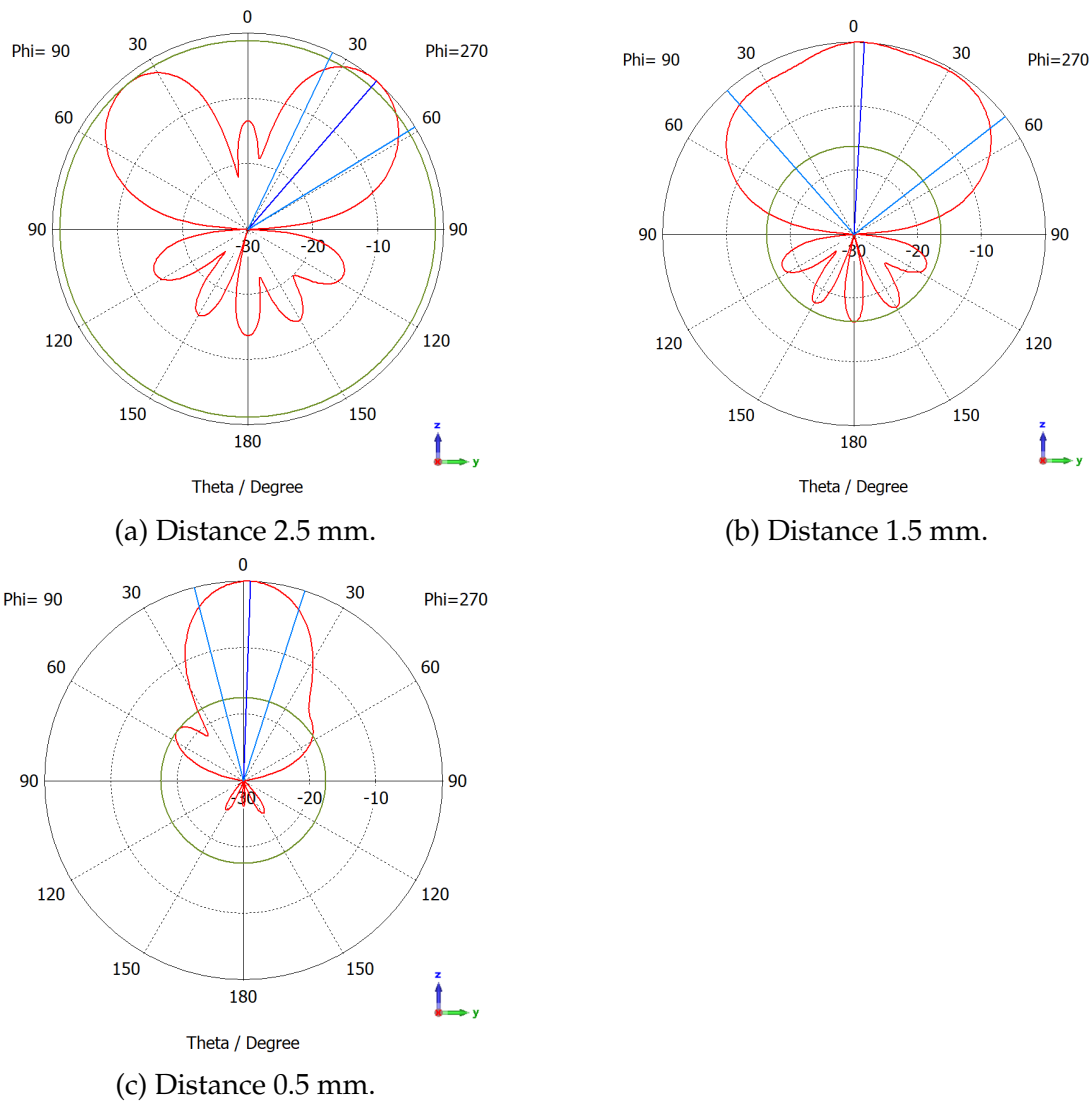 0
Phi= 90 30 30 Phi=270
60 60
90 -30 -20 -10 90
120 120
150 150
180
z
y
Theta / Degree
(a) Distance 2.5 mm.
0
Phi= 90 30 30 Phi=270
60 60
90 -30 -20 -10 90
120 120
150 150
180
z
y
Theta / Degree
(b) Distance 1.5 mm.
0
Phi= 90 30 30 Phi=270
60 60
90 -30 -20 -10 90
120 120
150 150
180
z
y
Theta / Degree
(c) Distance 0.5 mm.